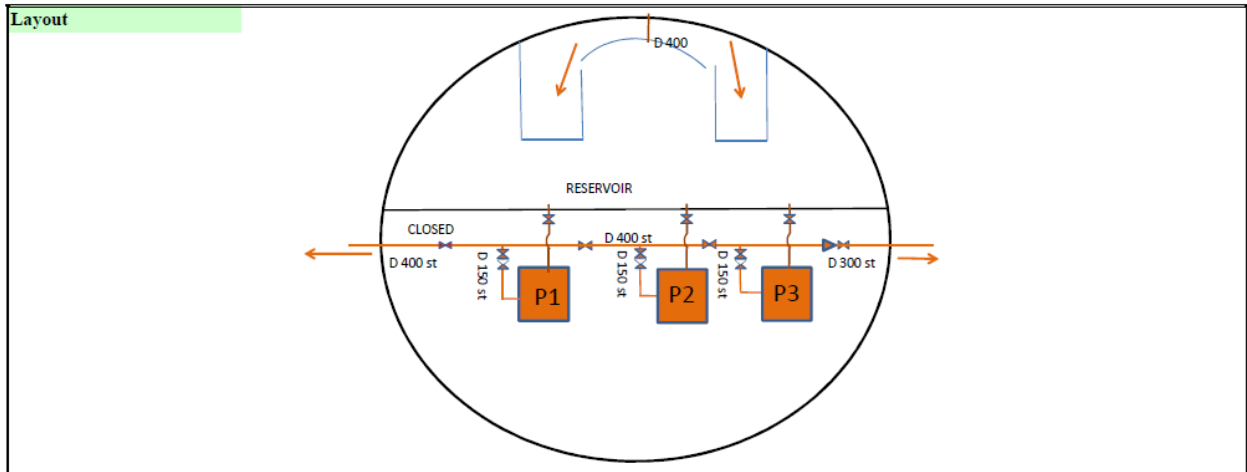 Layout
D 400
RESERVOIR
CLOSED
D 400 st
D 400 st
D 300 st
D 150 st
D 150 st
D 150 st
P1
P2
P3